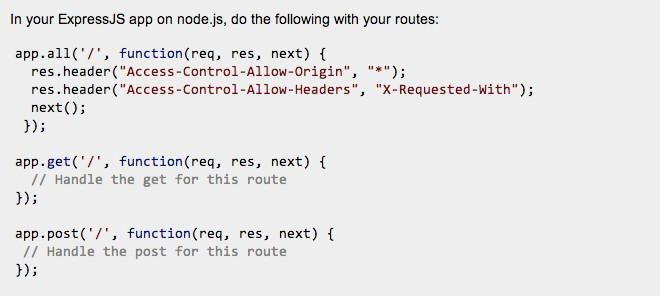 In your ExpressJS app on node.js, do the following with your routes:
app.all('/', function(req, res, next) {
  res.header("Access-Control-Allow-Origin", "*");
  res.header("Access-Control-Allow-Headers", "X-Requested-With");
  next();
 });
app.get('/', function(req, res, next) {
  // Handle the get for this route
});
app.post('/', function(req, res, next) {
 // Handle the post for this route
});